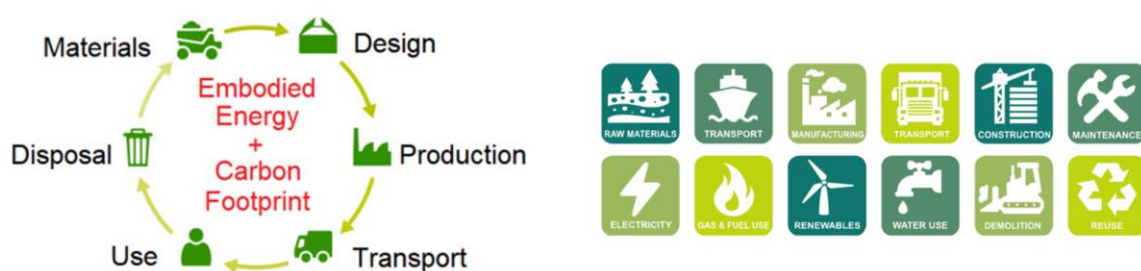 Materials
Design
Embodied
Energy
+
Carbon
Footprint
Disposal
Production
Use
Transport
RAW MATERIALS
TRANSPORT
MANUFACTURING
TRANSPORT
CONSTRUCTION
MAINTENANCE
ELECTRICITY
GAS & FUEL USE
RENEWABLES
WATER USE
DEMOLITION
REUSE